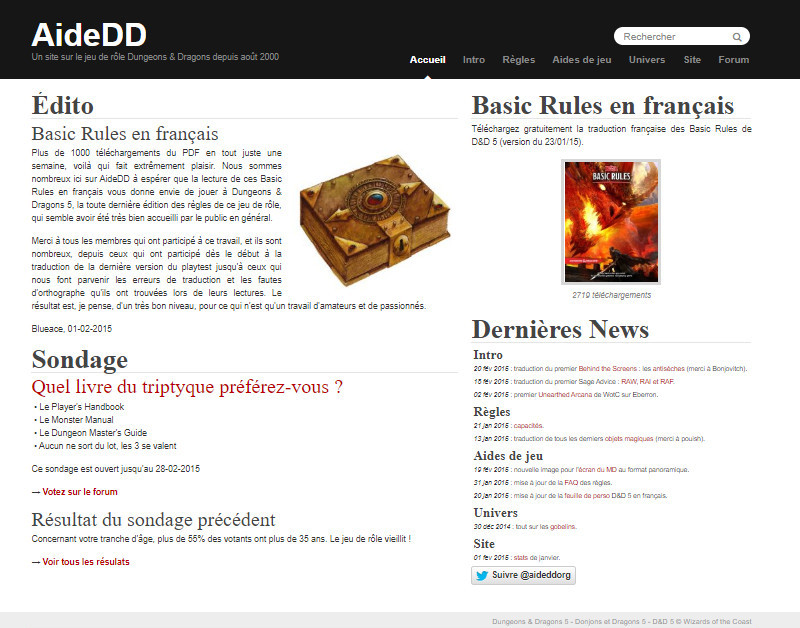 AideDD
Un site sur le jeu de rôle Dungeons & Dragons depuis août 2000
Rechercher
Accueil Intro Règles Aides de jeu Univers Site Forum
Édito
Basic Rules en français
Plus de 1000 téléchargements du PDF en tout juste une
semaine, voilà qui fait extrêmement plaisir. Nous sommes
nombreux ici sur AideDD à espérer que la lecture de ces Basic
Rules en français vous donne envie de jouer à Dungeons &
Dragons 5, la toute dernière édition des règles de ce jeu de rôle,
qui semble avoir été très bien accueilli par le public en général.
Merci à tous les membres qui ont participé à ce travail, et ils sont
nombreux, depuis ceux qui ont participé dès le début à la
traduction de la dernière version du playtest jusqu'à ceux qui
nous font parvenir les erreurs de traduction et les fautes
d'orthographe qu'ils ont trouvées lors de leurs lectures. Le
résultat est, je pense, d'un très bon niveau, pour ce qui n'est qu'un travail d'amateurs et de passionnés.
Blueace, 01-02-2015
Sondage
Quel livre du triptyque préférez-vous ?
• Le Player's Handbook
• Le Monster Manual
• Le Dungeon Master's Guide
• Aucun ne sort du lot, les 3 se valent
Ce sondage est ouvert jusqu'au 28-02-2015
→ Votez sur le forum
Résultat du sondage précédent
Concernant votre tranche d'âge, plus de 55% des votants ont plus de 35 ans. Le jeu de rôle vieillit !
→ Voir tous les résulats
Basic Rules en français
Téléchargez gratuitement la traduction française des Basic Rules de
D&D 5 (version du 23/01/15).
BASIC RULES
2719 téléchargements
Dernières News
Intro
20 fév 2015 : traduction du premier Behind the Screens : les antisèches (merci à Bonjovitch).
15 fév 2015 : traduction du premier Sage Advice : RAW, RAI et RAF.
02 fév 2015 : premier Unearthed Arcana de WotC sur Eberron.
Règles
21 jan 2015 : capacités.
13 jan 2015 : traduction de tous les derniers objets magiques (merci à pouish).
Aides de jeu
19 fév 2015 : nouvelle image pour l'écran du MD au format panoramique.
31 jan 2015 : mise à jour de la FAQ des règles.
20 jan 2015 : mise à jour de la feuille de perso D&D 5 en français.
Univers
30 déc 2014 : tout sur les gobelins.
Site
01 fév 2015 : stats de janvier.
Suivre @aideddorg
Dungeons & Dragons 5 - Donjons et Dragons 5 - D&D 5 © Wizards of the Coast